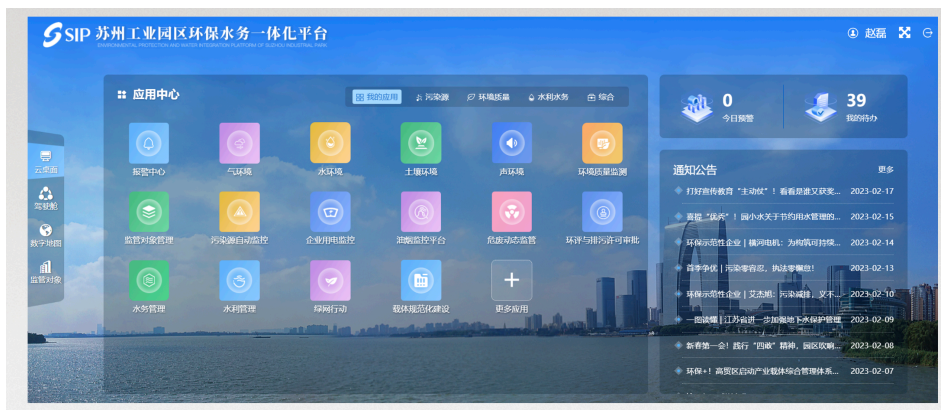 SIP 苏州工业园区环保水务一体化平台
ENVIRONMENTAL PROTECTION AND WATER INTEGRATION PLATFORM OF SUZHOU INDUSTRIAL PARK
赵磊
应用中心
我的应用 污染源 环境质量 水利水务 综合
报警中心 气环境 水环境 土壤环境 声环境 环境质量监测
监管对象管理 污染源自动监控 企业用电监控 油烟监控平台 危废动态监管 环评与排污许可审批
水务管理 水利管理 绿网行动 载体规范化建设 更多应用
云桌面
驾驶舱
数字地图
监管对象
0
今日预警
39
我的待办
通知公告 更多
打好宣传教育“主动仗”！看看是谁又获奖... 2023-02-17
喜提“优秀”！园小水关于节约用水管理的... 2023-02-15
环保示范性企业 | 横河电机：为构筑可持续... 2023-02-14
首季争优 | 污染零容忍，执法零懈怠！ 2023-02-13
环保示范性企业 | 艾杰旭：污染减排，义不... 2023-02-10
一图读懂 | 江苏省进一步加强地下水保护管理 2023-02-09
新春第一会！践行“四敢”精神，园区吹响... 2023-02-08
环保+！高贸区启动产业载体综合管理体系... 2023-02-07